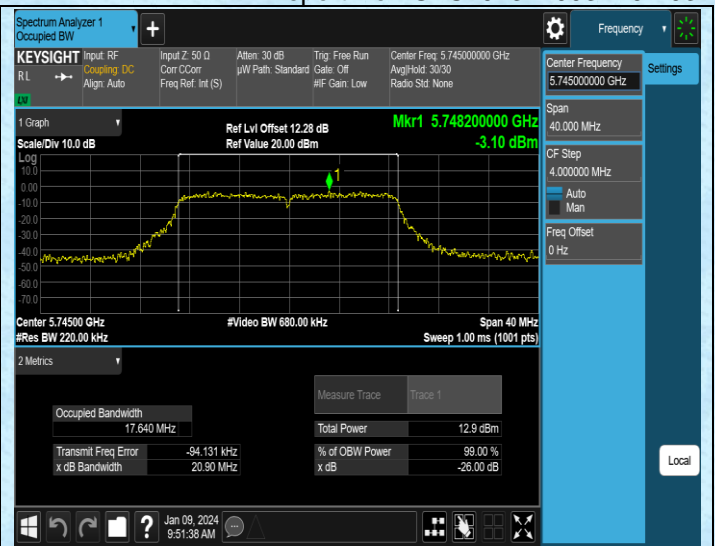 Spectrum Analyzer 1
Occupied BW
Frequency
KEYSIGHT
RL
LXI
Input: RF
Coupling: DC
Align: Auto
Input Z: 50 Ω
Corr CCorr
Freq Ref: Int (S)
Atten: 30 dB
µW Path: Standard
Trig: Free Run
Gate: Off
#IF Gain: Low
Center Freq: 5.745000000 GHz
Avg|Hold: 30/30
Radio Std: None
1 Graph
Scale/Div 10.0 dB
Ref Lvl Offset 12.28 dB
Ref Value 20.00 dBm
Mkr1 5.748200000 GHz
-3.10 dBm
Log
10.0
0.00
-10.0
-20.0
-30.0
-40.0
-50.0
-60.0
-70.0
1
Center 5.74500 GHz
#Res BW 220.00 kHz
#Video BW 680.00 kHz
Span 40 MHz
Sweep 1.00 ms (1001 pts)
2 Metrics
Measure Trace
Trace 1
Occupied Bandwidth
17.640 MHz
Total Power
12.9 dBm
Transmit Freq Error
-94.131 kHz
% of OBW Power
99.00 %
x dB Bandwidth
20.90 MHz
x dB
-26.00 dB
Center Frequency
5.745000000 GHz
Settings
Span
40.000 MHz
CF Step
4.000000 MHz
Auto
Man
Freq Offset
0 Hz
Local
?
Jan 09, 2024
9:51:38 AM